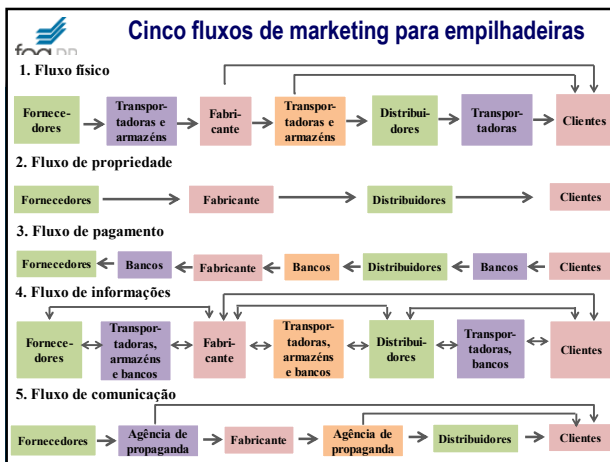 Cinco fluxos de marketing para empilhadeiras
1. Fluxo físico
Fornece-
dores
Transpor-
tadoras e
armazéns
Fabri-
cante
Transpor-
tadoras e
armazéns
Distribui-
dores
Transpor-
tadoras
Clientes
2. Fluxo de propriedade
Fornecedores
Fabricante
Distribuidores
Clientes
3. Fluxo de pagamento
Fornecedores
Bancos
Fabricante
Bancos
Distribuidores
Bancos
Clientes
4. Fluxo de informações
Fornece-
dores
Transpor-
tadoras,
armazéns
e bancos
Fabri-
cante
Transpor-
tadoras,
armazéns
e bancos
Distribui-
dores
Transpor-
tadoras,
bancos
Clientes
5. Fluxo de comunicação
Fornecedores
Agência de
propaganda
Fabricante
Agência de
propaganda
Distribuidores
Clientes